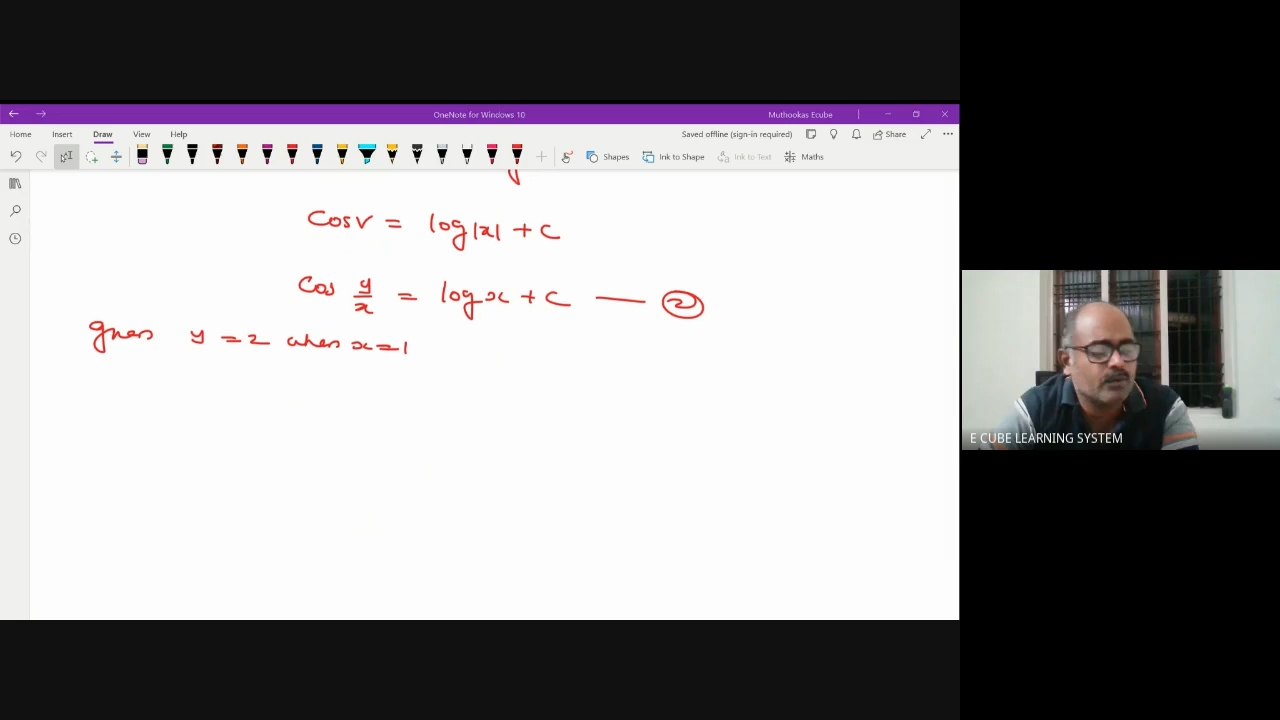 OneNote for Windows 10
Muthookas Ecube
Home Insert Draw View Help
Saved offline (sign-in required) Share
Shapes Ink to Shape Ink to Text Maths
Cos v = log|x| + C
Cos y/x = log x + C —— ②
given y = 2 when x = 1
E CUBE LEARNING SYSTEM